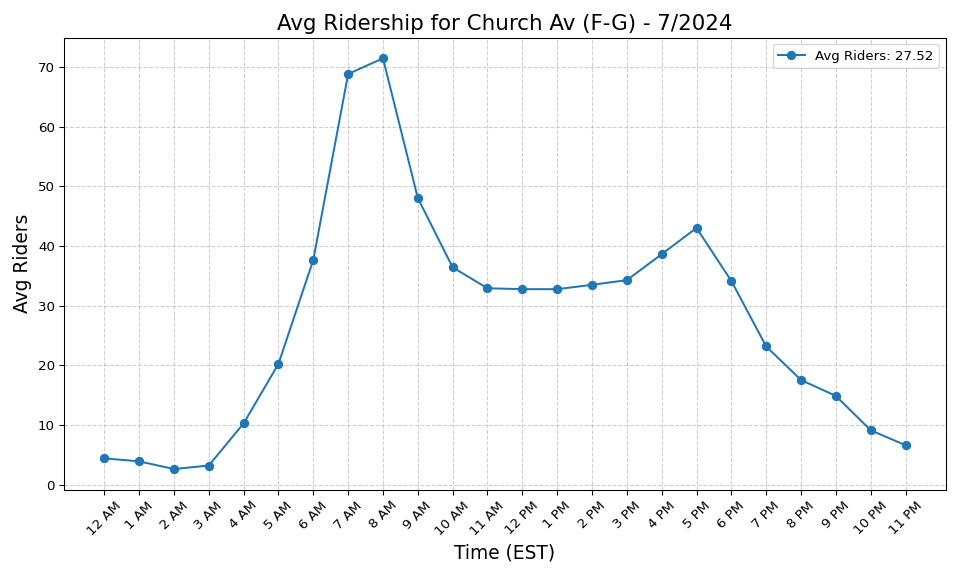 Avg Ridership for Church Av (F-G) - 7/2024
Avg Riders: 27.52
Avg Riders
70
60
50
40
30
20
10
0
12 AM
1 AM
2 AM
3 AM
4 AM
5 AM
6 AM
7 AM
8 AM
9 AM
10 AM
11 AM
12 PM
1 PM
2 PM
3 PM
4 PM
5 PM
6 PM
7 PM
8 PM
9 PM
10 PM
11 PM
Time (EST)